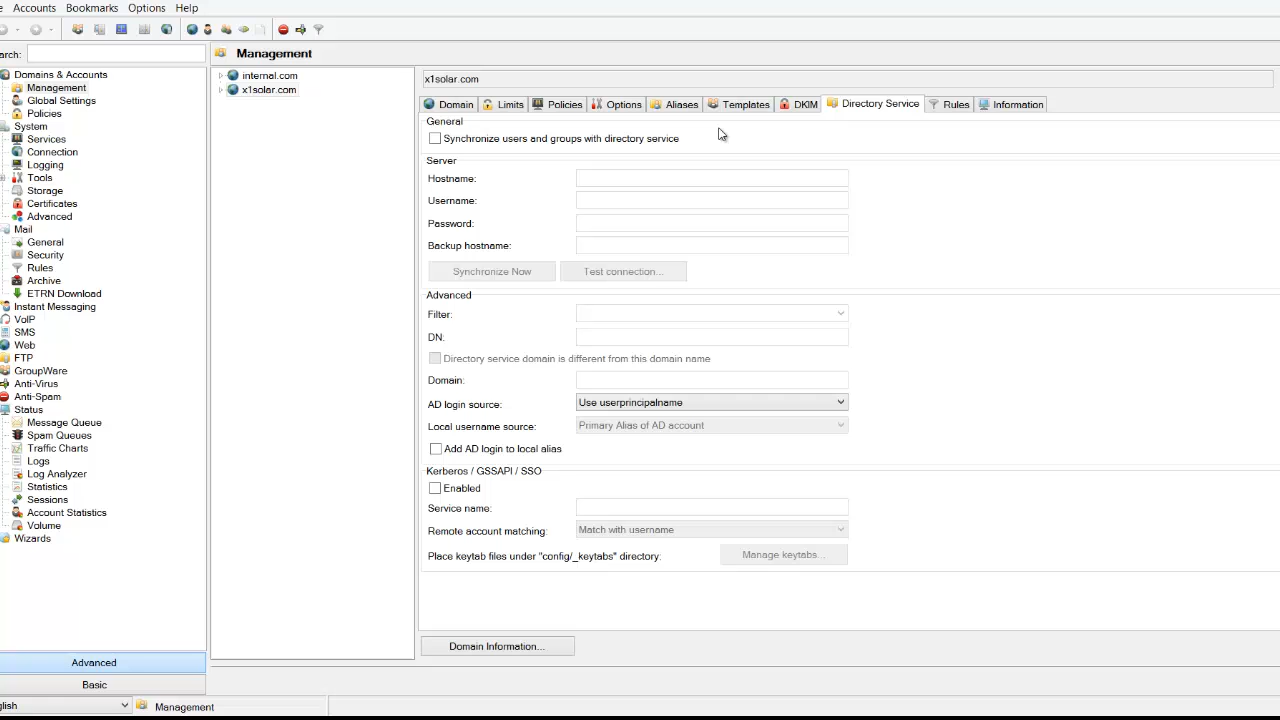 Accounts Bookmarks Options Help
Management
x1solar.com
Domains & Accounts
Management
Global Settings
Policies
System
Services
Connection
Logging
Tools
Storage
Certificates
Advanced
Mail
General
Security
Rules
Archive
ETRN Download
Instant Messaging
VoIP
SMS
Web
FTP
GroupWare
Anti-Virus
Anti-Spam
Status
Message Queue
Spam Queues
Traffic Charts
Logs
Log Analyzer
Statistics
Sessions
Account Statistics
Volume
Wizards
Advanced
Basic
internal.com
x1solar.com
Domain Limits Policies Options Aliases Templates DKIM Directory Service Rules Information
General
Synchronize users and groups with directory service
Server
Hostname:
Username:
Password:
Backup hostname:
Synchronize Now Test connection...
Advanced
Filter:
DN:
Directory service domain is different from this domain name
Domain:
AD login source: Use userprincipalname
Local username source: Primary Alias of AD account
Add AD login to local alias
Kerberos / GSSAPI / SSO
Enabled
Service name:
Remote account matching: Match with username
Place keytab files under "config/_keytabs" directory: Manage keytabs...
Domain Information...
Management